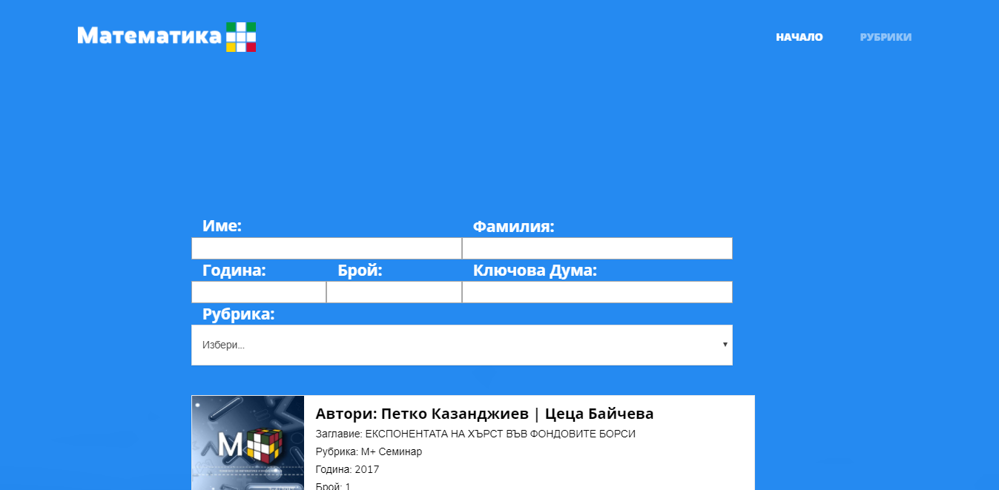 Математика
НАЧАЛО
РУБРИКИ
Име:
Фамилия:
Година:
Брой:
Ключова Дума:
Рубрика:
Избери...
M
Автори: Петко Казанджиев | Цеца Байчева
Заглавие: ЕКСПОНЕНТАТА НА ХЪРСТ ВЪВ ФОНДОВИТЕ БОРСИ
Рубрика: М+ Семинар
Година: 2017
Брой: 1